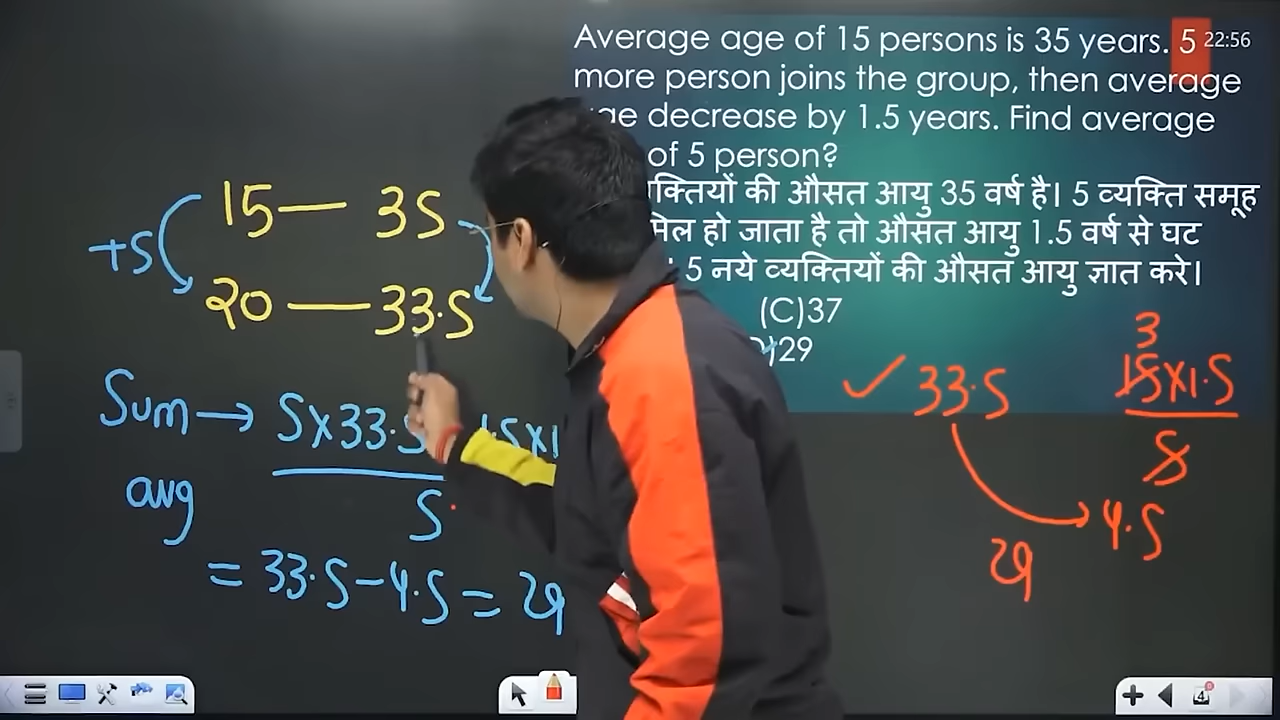 Average age of 15 persons is 35 years. 5 22:56
more person joins the group, then average
decrease by 1.5 years. Find average
of 5 person?
15 — 35
व्यक्तियों की औसत आयु 35 वर्ष है। 5 व्यक्ति समूह
हो जाता है तो औसत आयु 1.5 वर्ष से घट
5 नये व्यक्तियों की औसत आयु ज्ञात करे।
+5
20 — 33.5
(C)37
29
Sum → 5x33.5
avg
5
= 33.5-4.5 = 29
✓ 33.5
3
15x1.5
5
4.5
29
4